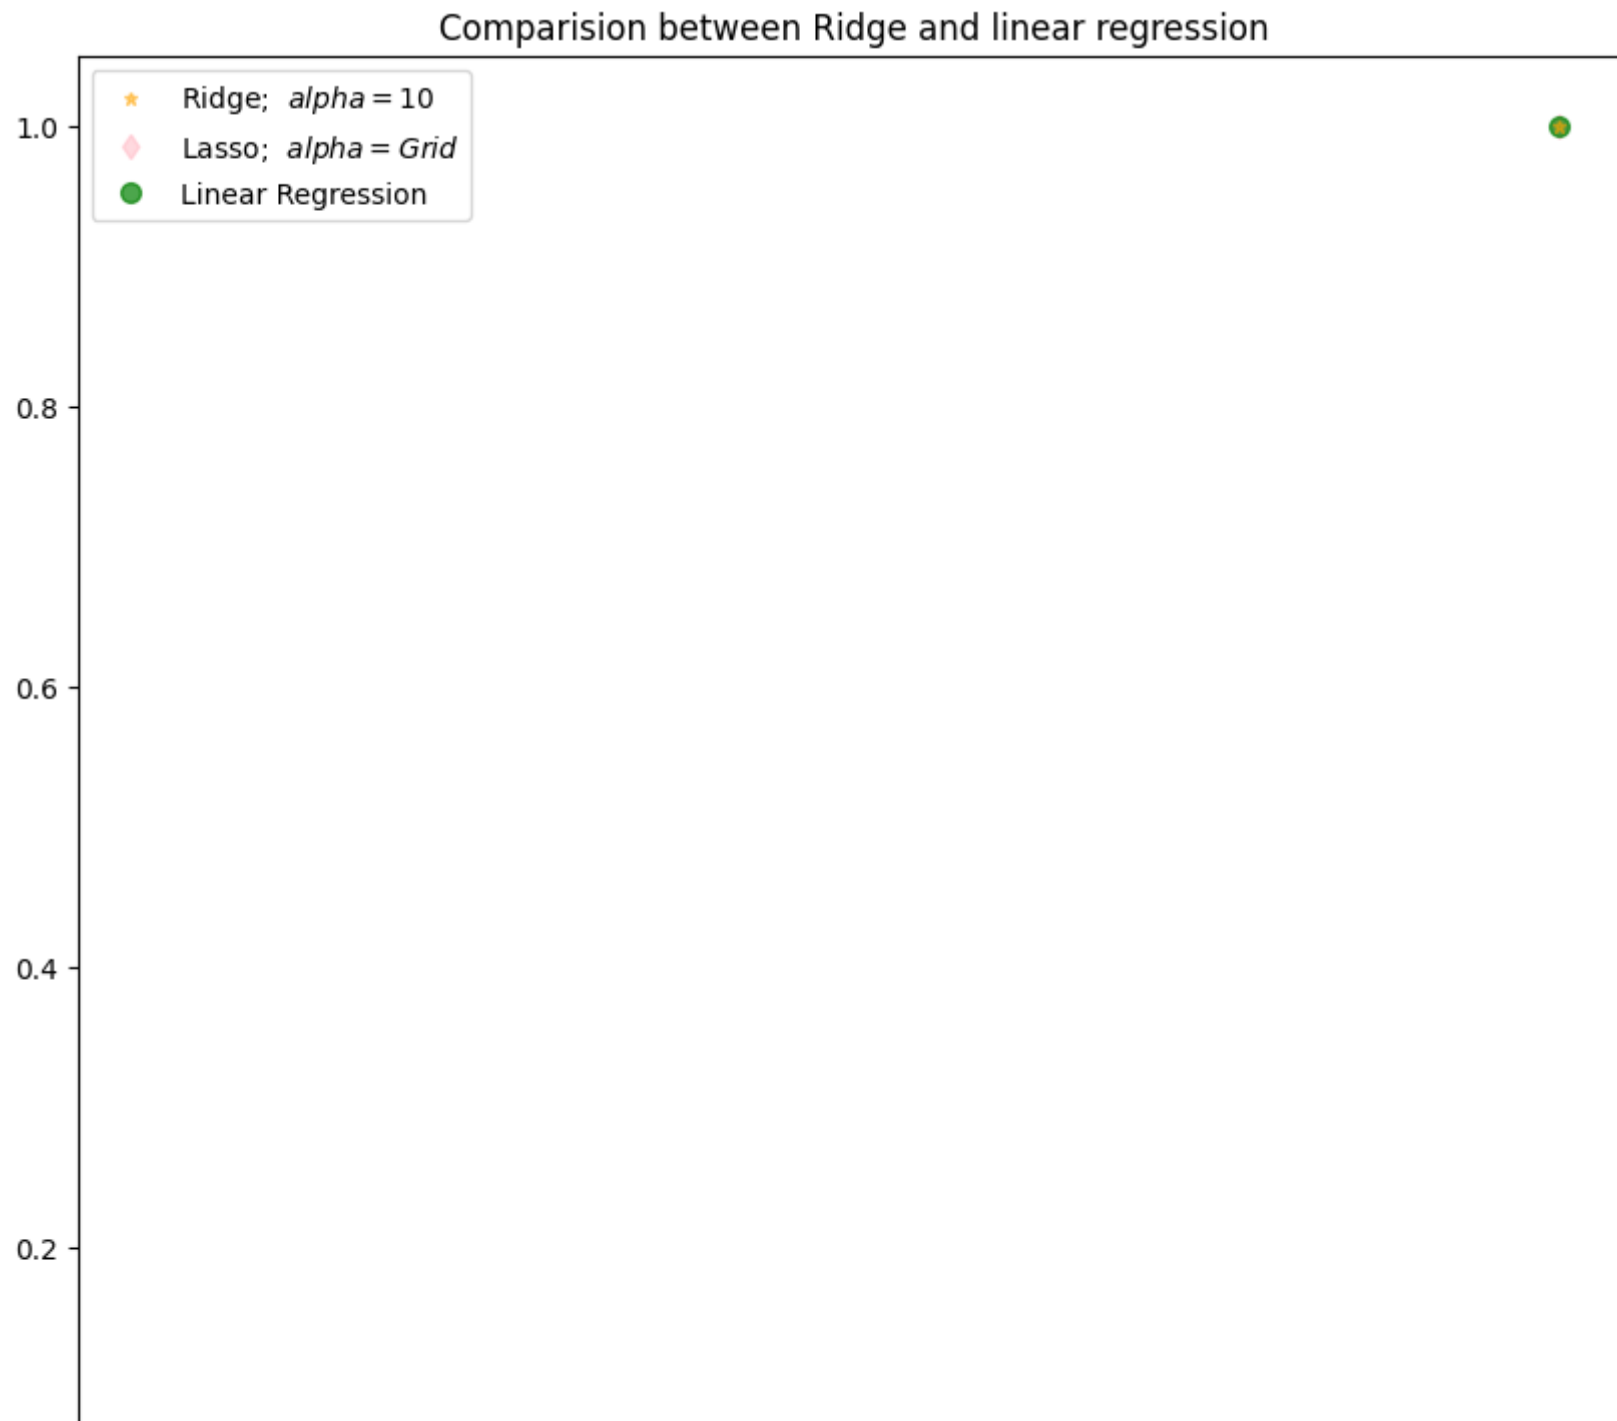 Comparision between Ridge and linear regression
Ridge; alpha = 10
Lasso; alpha = Grid
Linear Regression
1.0
0.8
0.6
0.4
0.2